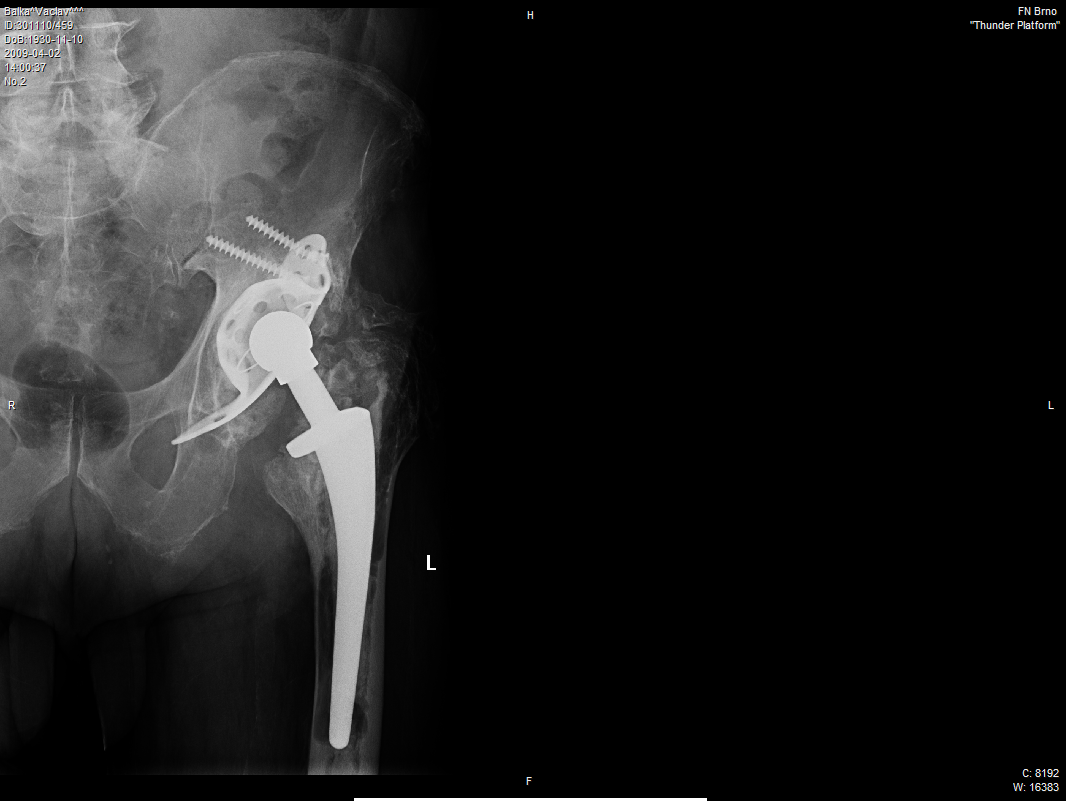 Balka^Vaclav^^^
ID:301110/459
DoB:1930-11-10
2009-04-02
14:00:37
No.2
H
FN Brno
"Thunder Platform"
R
L
L
F
C: 8192
W: 16383